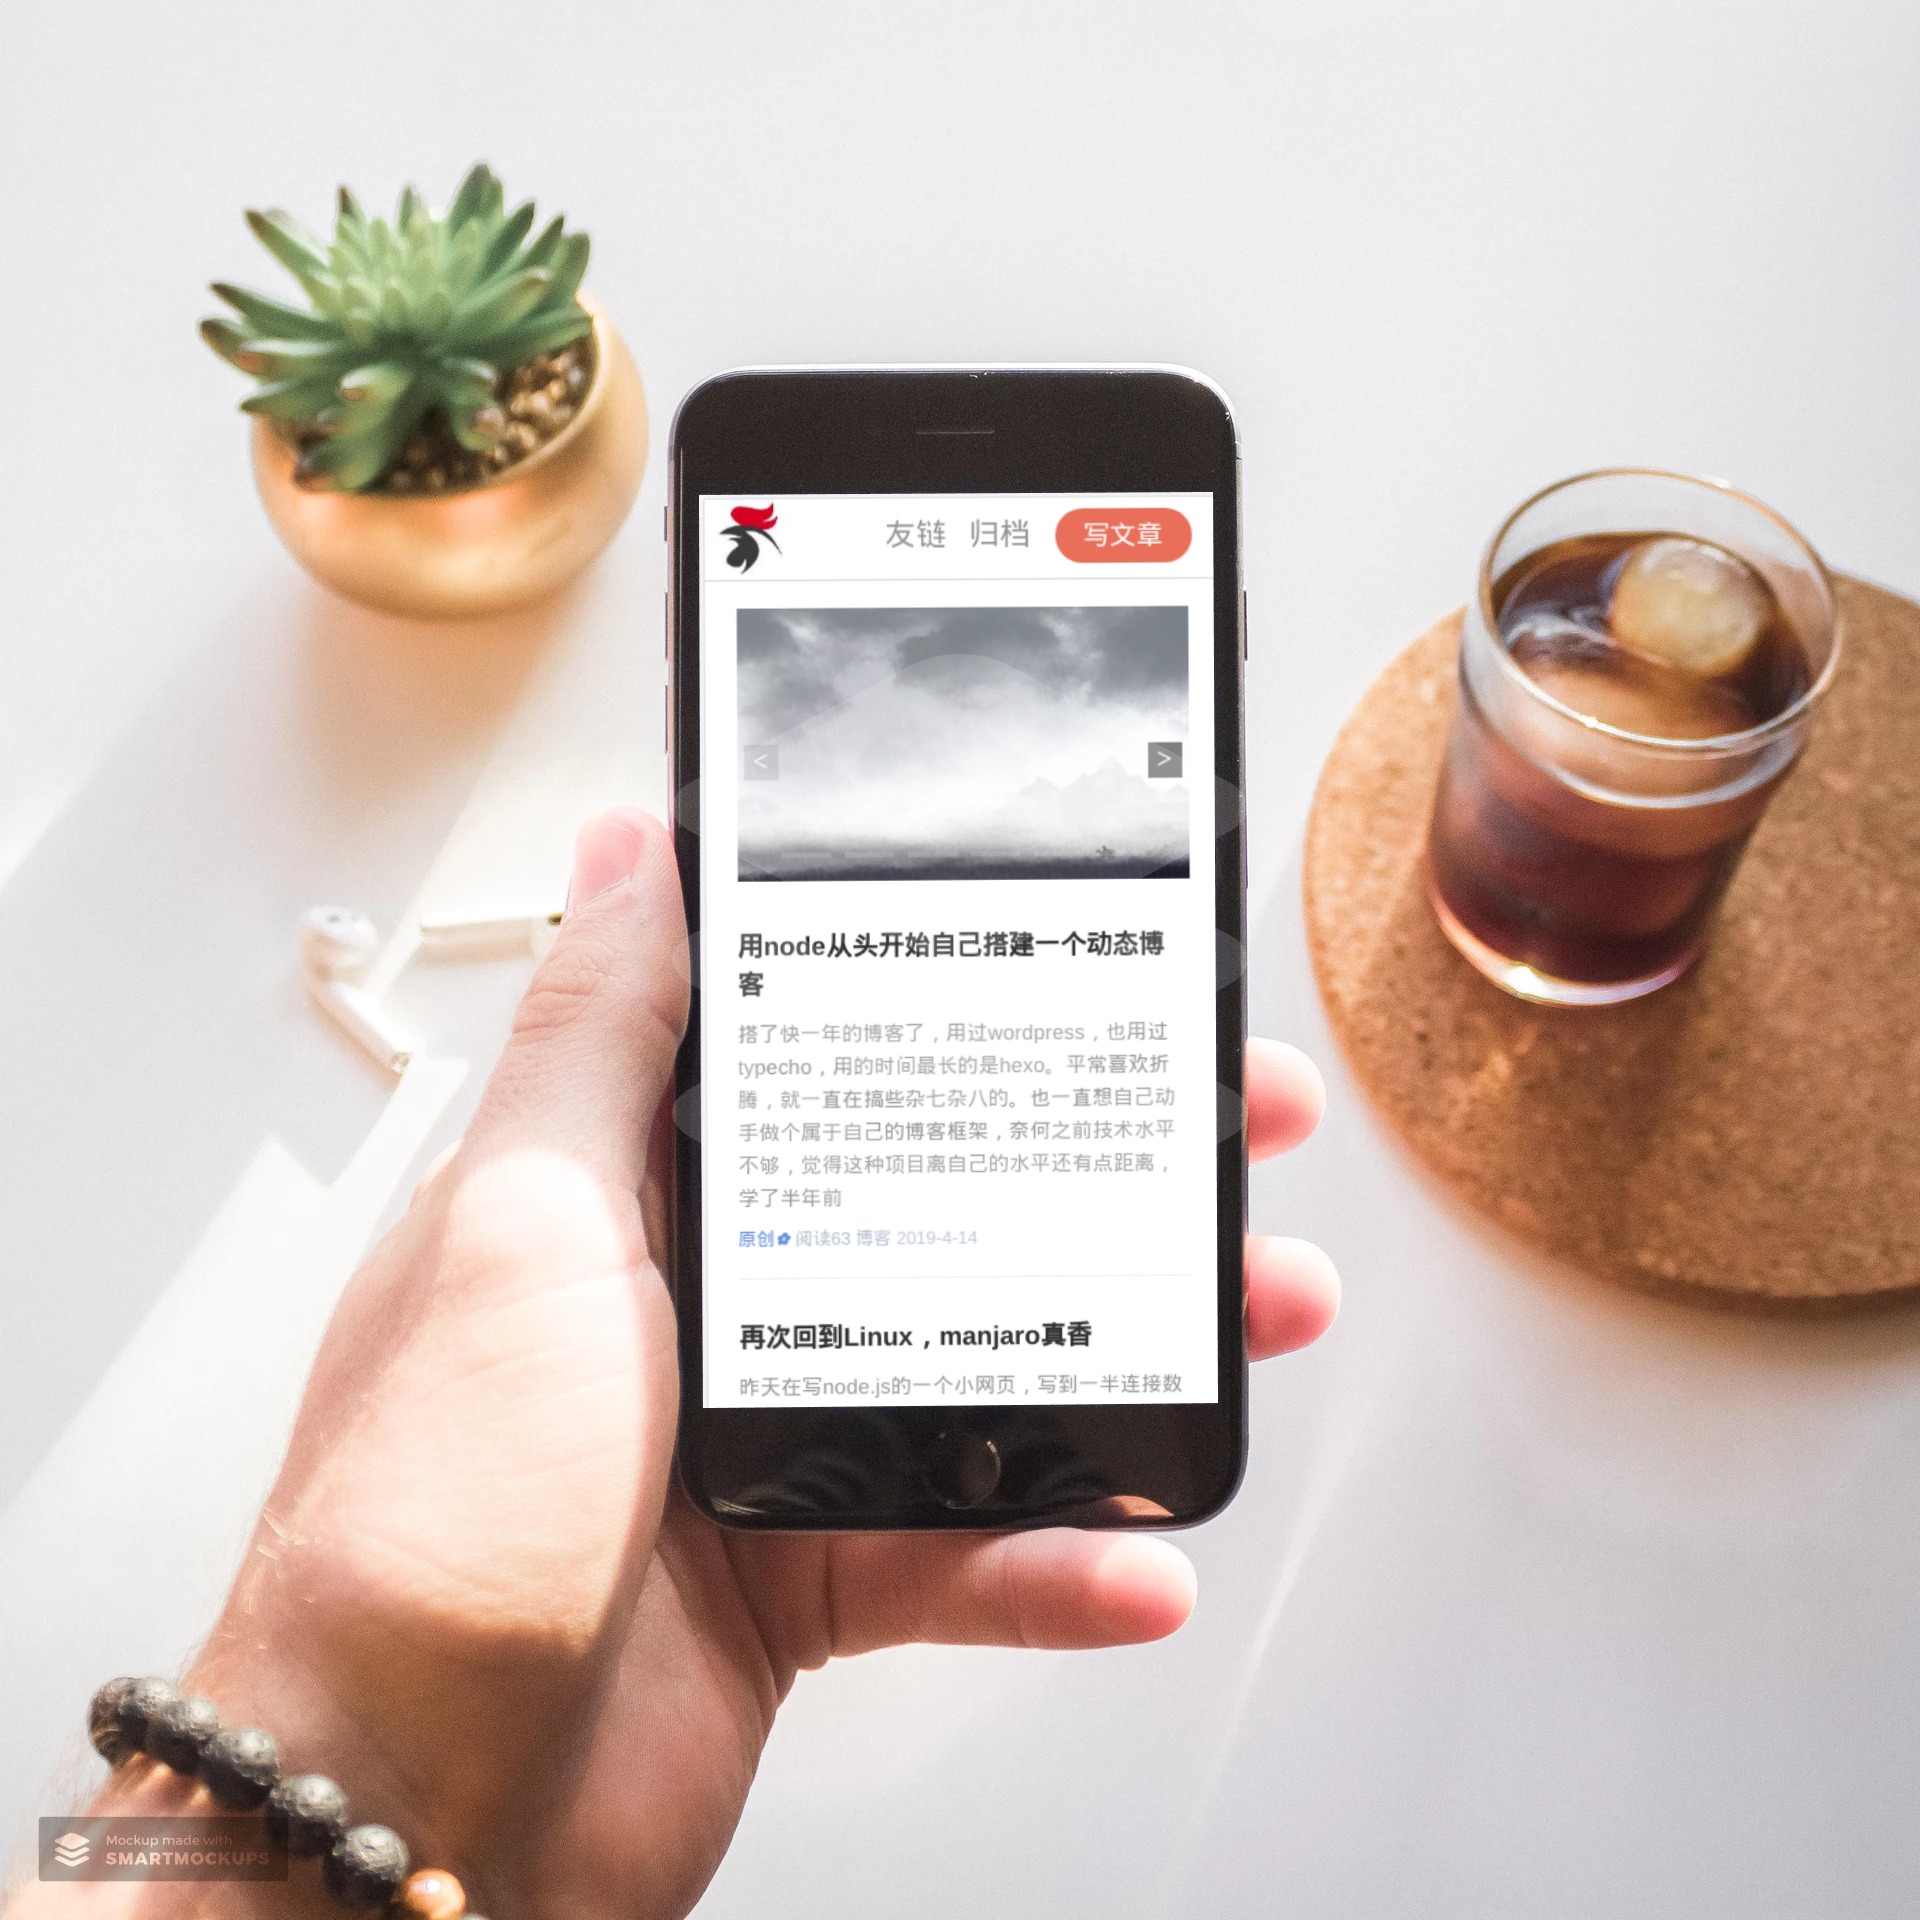 友链 归档 写文章
< >
用node从头开始自己搭建一个动态博
客
搭了快一年的博客了，用过wordpress，也用过
typecho，用的时间最长的是hexo。平常喜欢折
腾，就一直在搞些杂七杂八的。也一直想自己动
手做个属于自己的博客框架，奈何之前技术水平
不够，觉得这种项目离自己的水平还有点距离，
学了半年前
原创 阅读63 博客 2019-4-14
再次回到Linux，manjaro真香
昨天在写node.js的一个小网页，写到一半连接数
Mockup made with
SMARTMOCKUPS